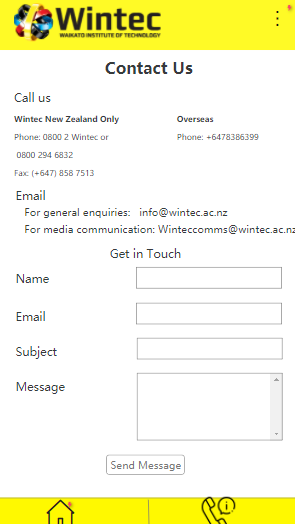 Wintec
WAIKATO INSTITUTE OF TECHNOLOGY
Contact Us
Call us
Wintec New Zealand Only
Phone: 0800 2 Wintec or
0800 294 6832
Fax: (+647) 858 7513
Overseas
Phone: +6478386399
Email
For general enquiries: info@wintec.ac.nz
For media communication: Winteccomms@wintec.ac.nz
Get in Touch
Name
Email
Subject
Message
Send Message